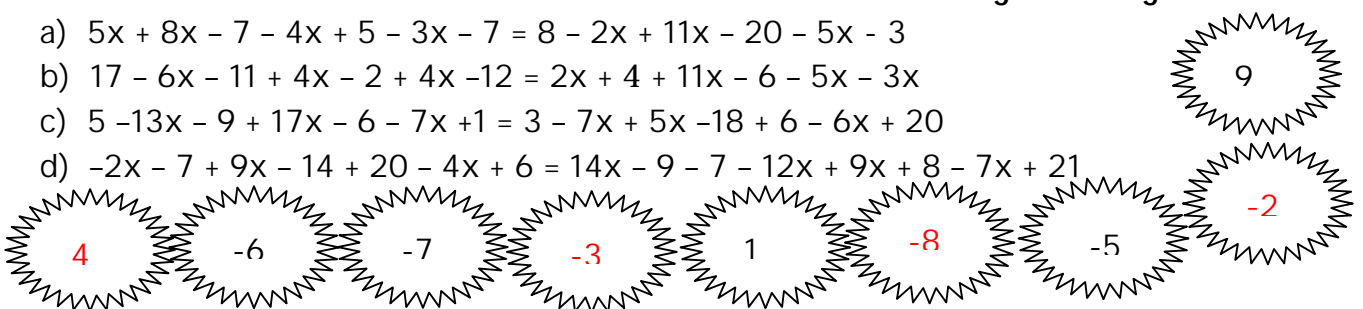 a) 5x + 8x – 7 – 4x + 5 – 3x – 7 = 8 – 2x + 11x – 20 – 5x - 3
b) 17 – 6x – 11 + 4x – 2 + 4x –12 = 2x + 4 + 11x – 6 – 5x – 3x
9
c) 5 –13x – 9 + 17x – 6 – 7x +1 = 3 – 7x + 5x –18 + 6 – 6x + 20
d) –2x – 7 + 9x – 14 + 20 – 4x + 6 = 14x – 9 – 7 – 12x + 9x + 8 – 7x + 21
4 -6 -7 -3 1 -8 -5 -2